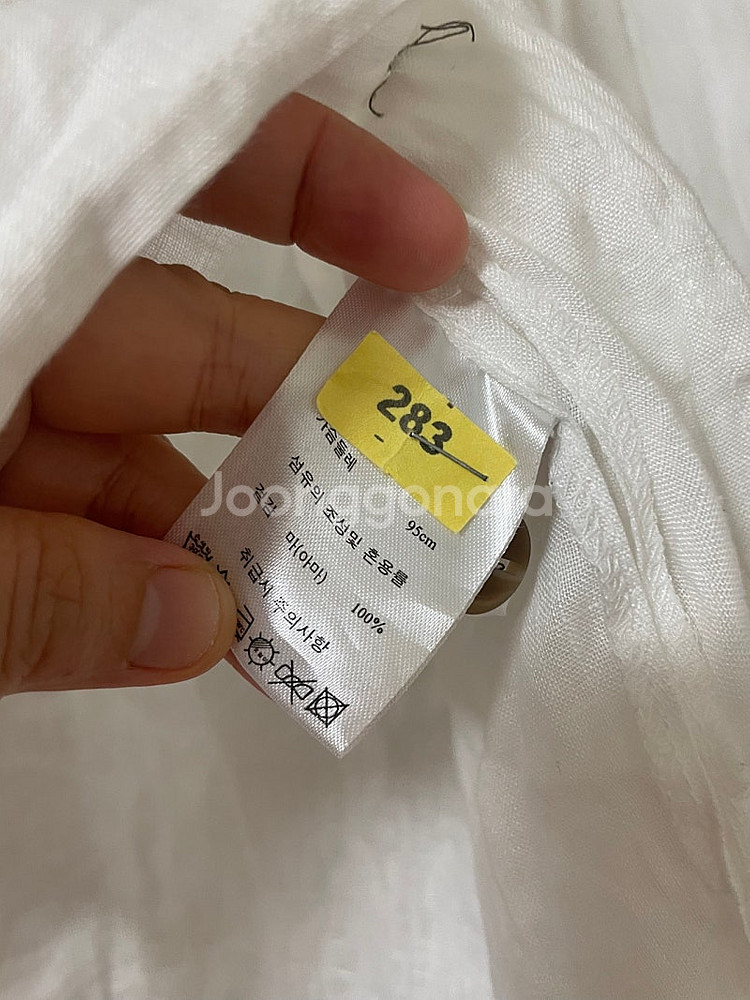 283
가슴둘레 95cm
섬유의 조성및 혼용률
겉감 마(아마) 100%
취급시 주의사항
Joonggonara